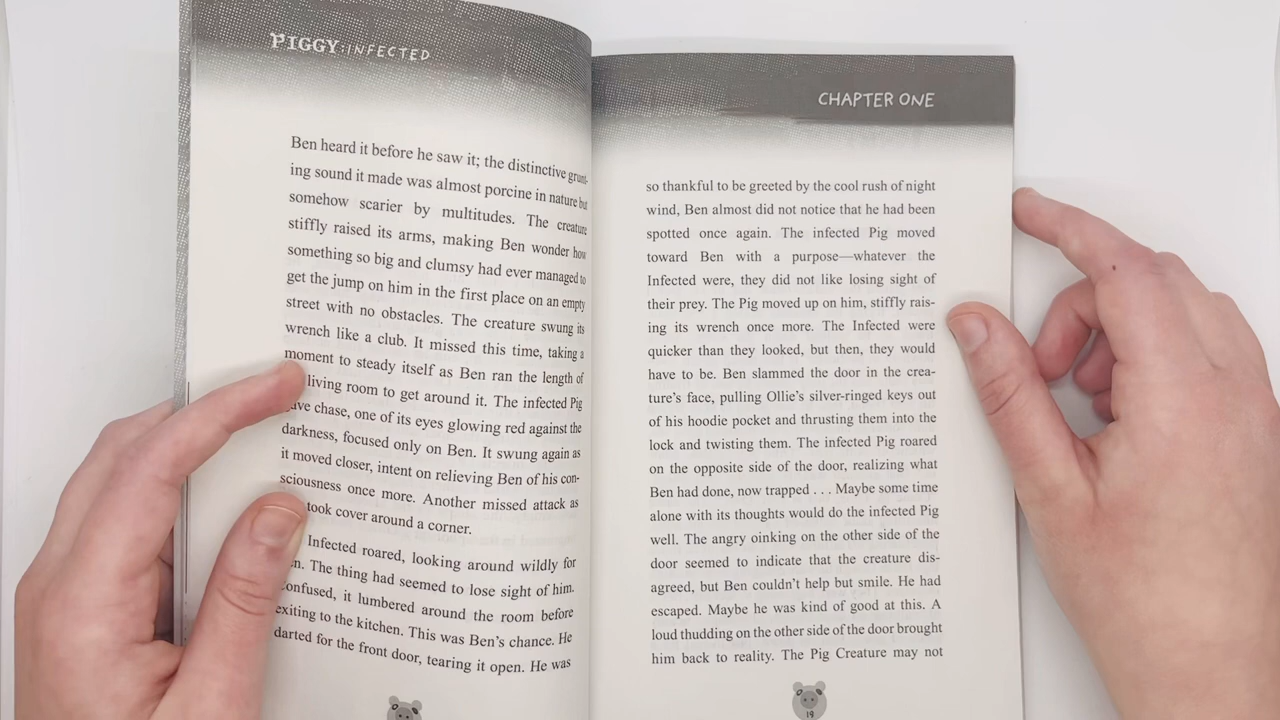 PIGGY: INFECTED
Ben heard it before he saw it; the distinctive grunt-
ing sound it made was almost porcine in nature but
somehow scarier by multitudes. The creature
stiffly raised its arms, making Ben wonder how
something so big and clumsy had ever managed to
get the jump on him in the first place on an empty
street with no obstacles. The creature swung its
wrench like a club. It missed this time, taking a
moment to steady itself as Ben ran the length of
living room to get around it. The infected Pig
gave chase, one of its eyes glowing red against the
darkness, focused only on Ben. It swung again as
it moved closer, intent on relieving Ben of his con-
sciousness once more. Another missed attack as
took cover around a corner.
Infected roared, looking around wildly for
The thing had seemed to lose sight of him.
Confused, it lumbered around the room before
exiting to the kitchen. This was Ben's chance. He
darted for the front door, tearing it open. He was
CHAPTER ONE
so thankful to be greeted by the cool rush of night
wind, Ben almost did not notice that he had been
spotted once again. The infected Pig moved
toward Ben with a purpose—whatever the
Infected were, they did not like losing sight of
their prey. The Pig moved up on him, stiffly rais-
ing its wrench once more. The Infected were
quicker than they looked, but then, they would
have to be. Ben slammed the door in the crea-
ture's face, pulling Ollie's silver-ringed keys out
of his hoodie pocket and thrusting them into the
lock and twisting them. The infected Pig roared
on the opposite side of the door, realizing what
Ben had done, now trapped . . . Maybe some time
alone with its thoughts would do the infected Pig
well. The angry oinking on the other side of the
door seemed to indicate that the creature dis-
agreed, but Ben couldn't help but smile. He had
escaped. Maybe he was kind of good at this. A
loud thudding on the other side of the door brought
him back to reality. The Pig Creature may not
19